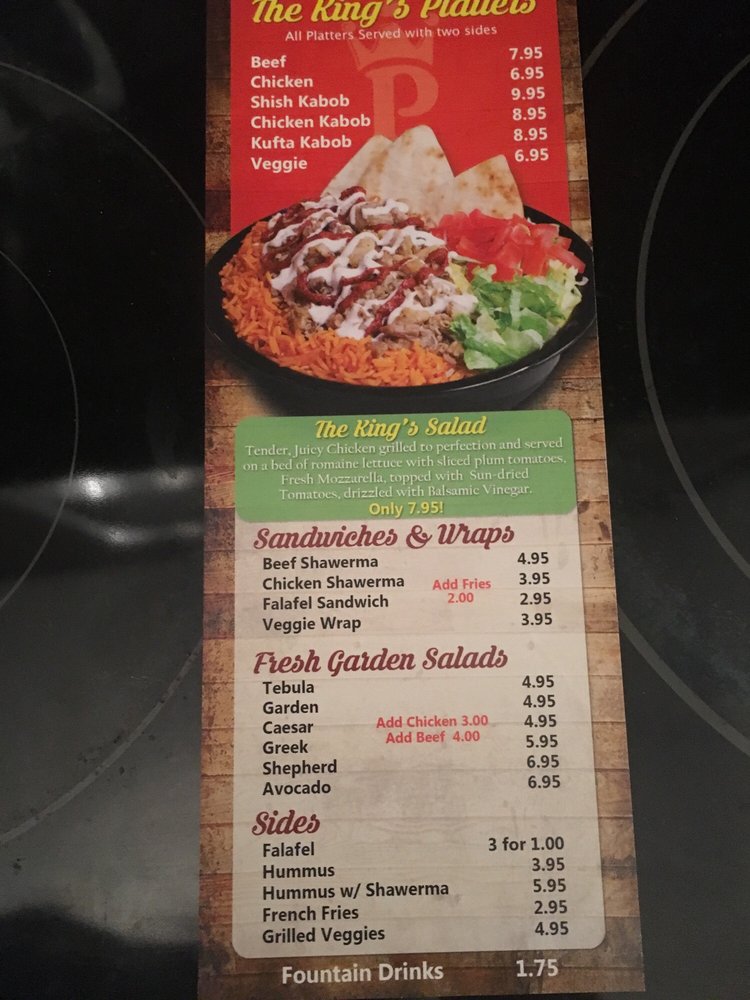 The King's Platters
All Platters Served with two sides
Beef 7.95
Chicken 6.95
Shish Kabob 9.95
Chicken Kabob 8.95
Kufta Kabob 8.95
Veggie 6.95
P
The King's Salad
Tender, Juicy Chicken grilled to perfection and served
on a bed of romaine lettuce with sliced plum tomatoes,
Fresh Mozzarella, topped with Sun-dried
Tomatoes, drizzled with Balsamic Vinegar.
Only 7.95!
Sandwiches & Wraps
Beef Shawerma 4.95
Chicken Shawerma 3.95
Falafel Sandwich 2.95
Veggie Wrap 3.95
Add Fries
2.00
Fresh Garden Salads
Tebula 4.95
Garden 4.95
Caesar 4.95
Greek 5.95
Shepherd 6.95
Avocado 6.95
Add Chicken 3.00
Add Beef 4.00
Sides
Falafel 3 for 1.00
Hummus 3.95
Hummus w/ Shawerma 5.95
French Fries 2.95
Grilled Veggies 4.95
Fountain Drinks 1.75